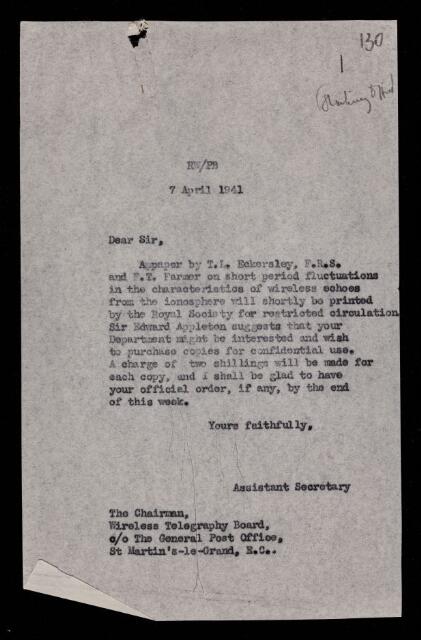 130
1
RW/PB
7 April 1941
Dear Sir,
Appaper by T.L. Eckersley, F.R.S.
and F.T. Farmer on short period fluctuations
in the characteristics of wireless echoes
from the ionosphere will shortly be printed
by the Royal Society for restricted circulation
Sir Edward Appleton suggests that your
Department might be interested and wish
to purchase copies for confidential use.
A charge of two shillings will be made for
each copy, and I shall be glad to have
your official order, if any, by the end
of this week.
Yours faithfully,
Assistant Secretary
The Chairman,
Wireless Telegraphy Board,
c/o The General Post Office,
St Martin's-le-Grand, E.C..